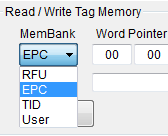 Read / Write Tag Memory
MemBank Word Pointer
EPC 00 00
RFU
EPC
TID
User